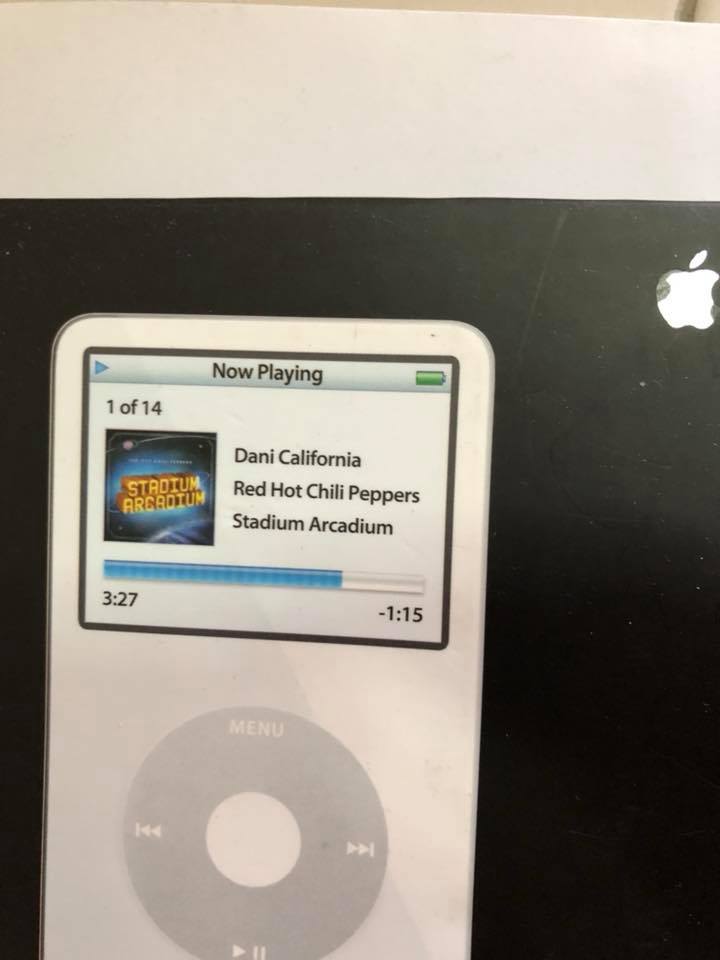 Now Playing
1 of 14
STADIUM
ARCADIUM
Dani California
Red Hot Chili Peppers
Stadium Arcadium
3:27
-1:15
MENU